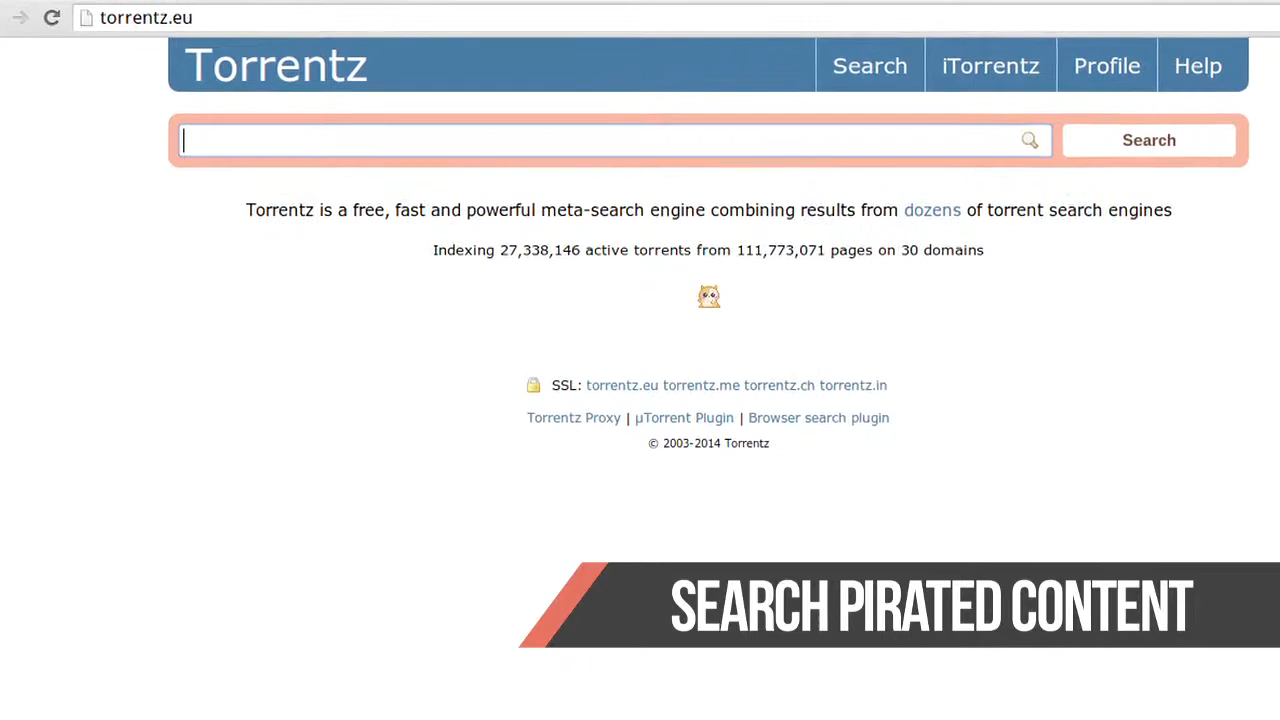 torrentz.eu
Torrentz
Search
iTorrentz
Profile
Help
Search
Torrentz is a free, fast and powerful meta-search engine combining results from dozens of torrent search engines
Indexing 27,338,146 active torrents from 111,773,071 pages on 30 domains
SSL: torrentz.eu torrentz.me torrentz.ch torrentz.in
Torrentz Proxy | µTorrent Plugin | Browser search plugin
© 2003-2014 Torrentz
SEARCH PIRATED CONTENT